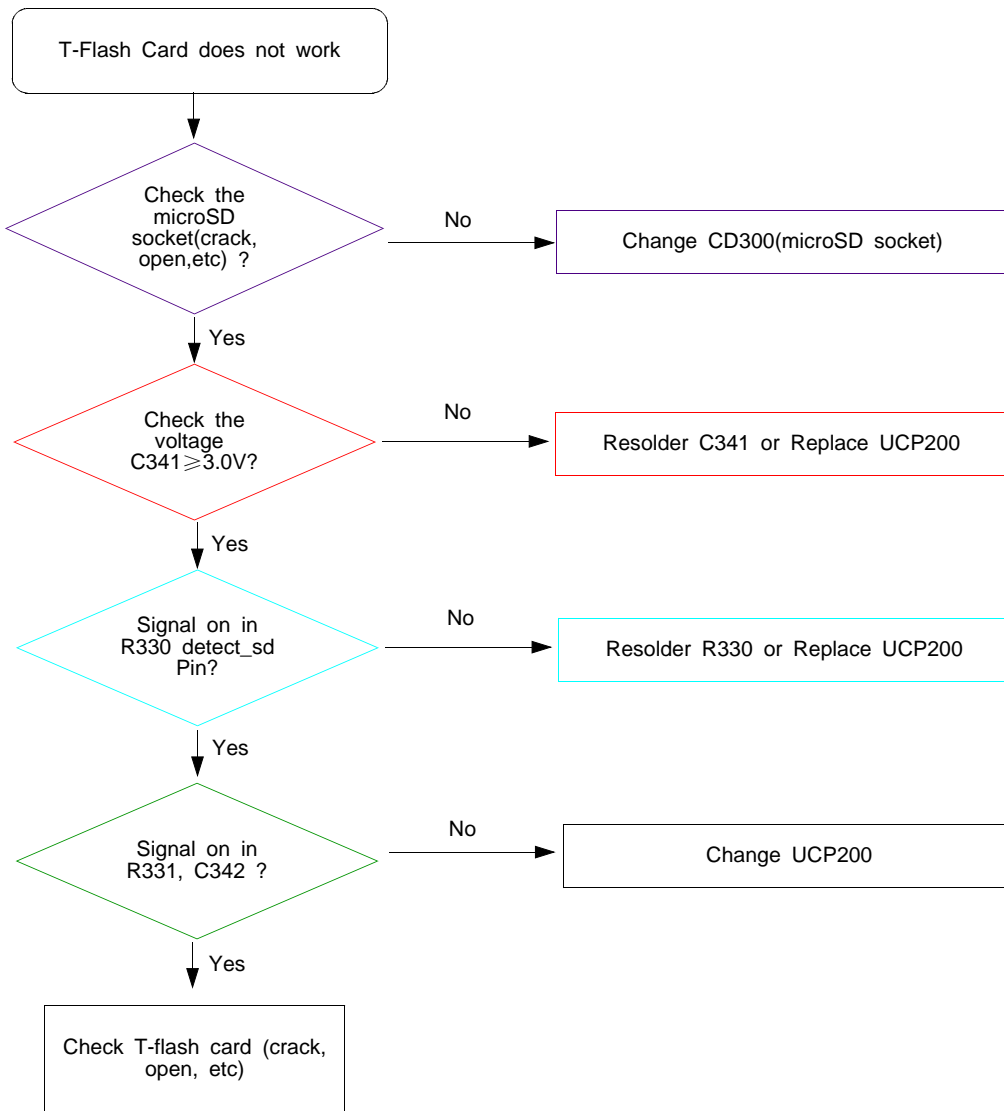 T-Flash Card does not work
Check the
microSD
socket(crack,
open,etc) ?
No
Change CD300(microSD socket)
Yes
Check the
voltage
C341≥3.0V?
No
Resolder C341 or Replace UCP200
Yes
Signal on in
R330 detect_sd
Pin?
No
Resolder R330 or Replace UCP200
Yes
Signal on in
R331, C342 ?
No
Change UCP200
Yes
Check T-flash card (crack,
open, etc)